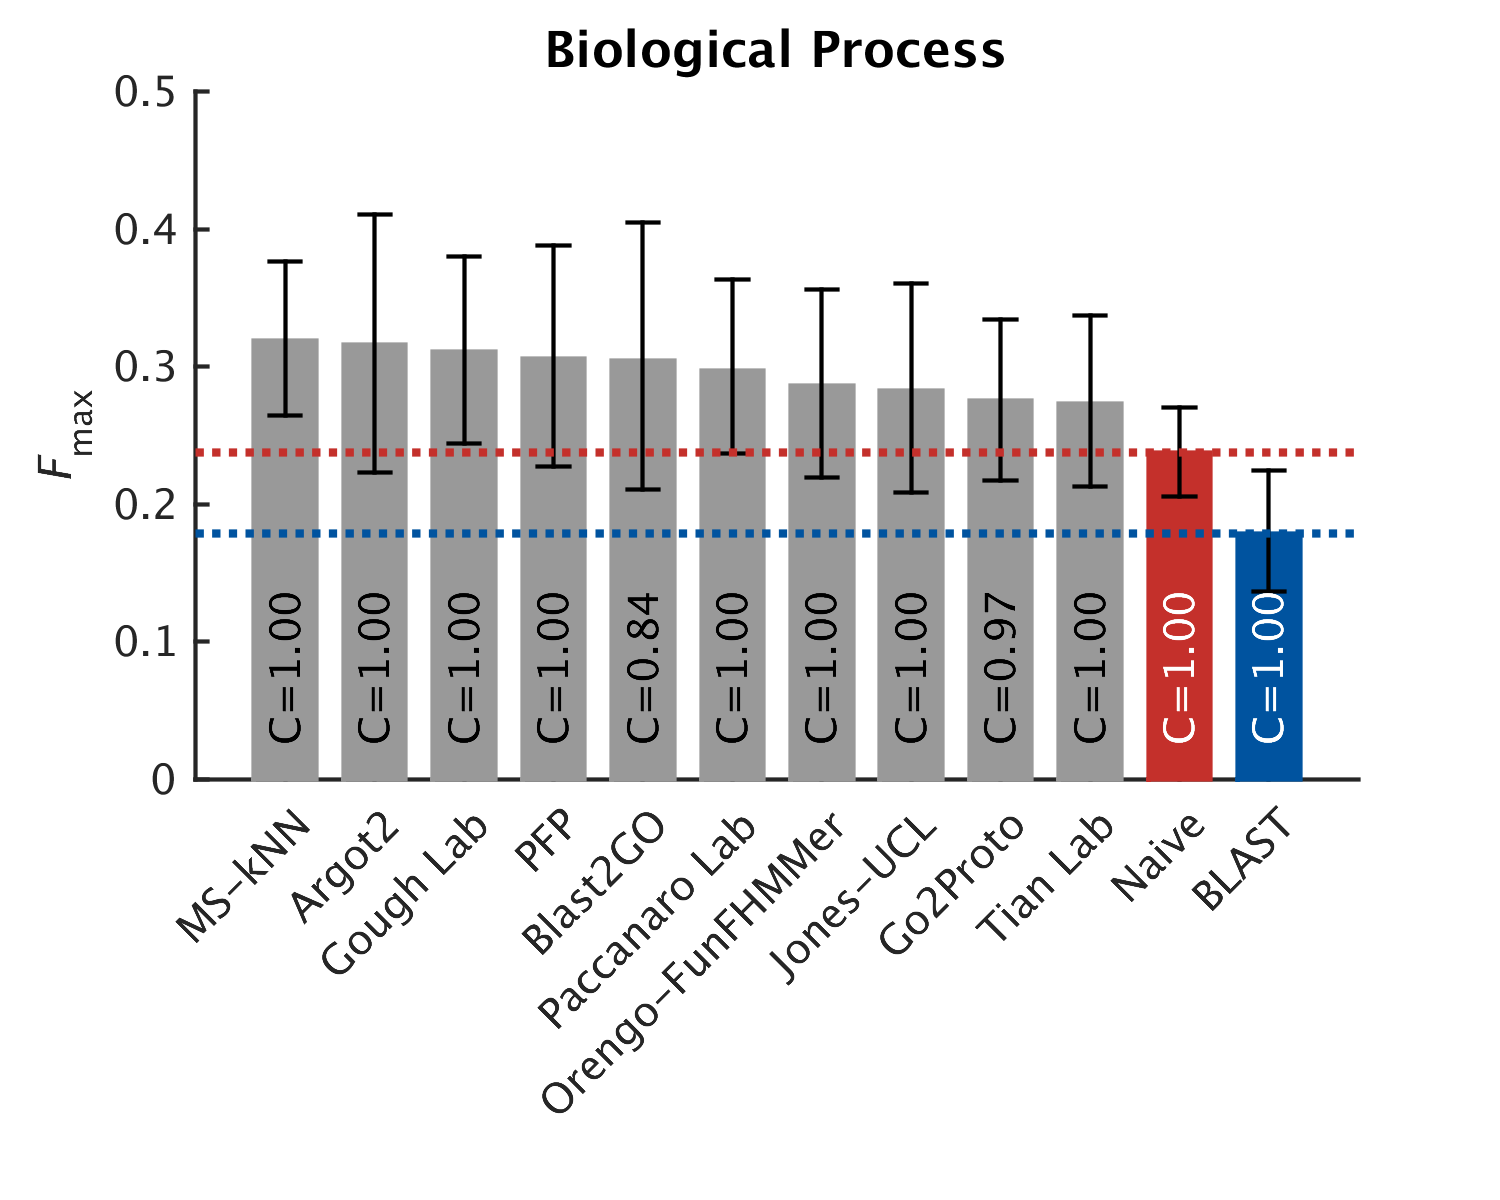 Biological Process
0.5
0.4
0.3
0.2
0.1
0
Fmax
C=1.00
C=1.00
C=1.00
C=1.00
C=0.84
C=1.00
C=1.00
C=1.00
C=0.97
C=1.00
C=1.00
C=1.00
MS-kNN
Argot2
Gough Lab
PFP
Blast2GO
Paccanaro Lab
Orengo-FunFHMMer
Jones-UCL
Go2Proto
Tian Lab
Naive
BLAST